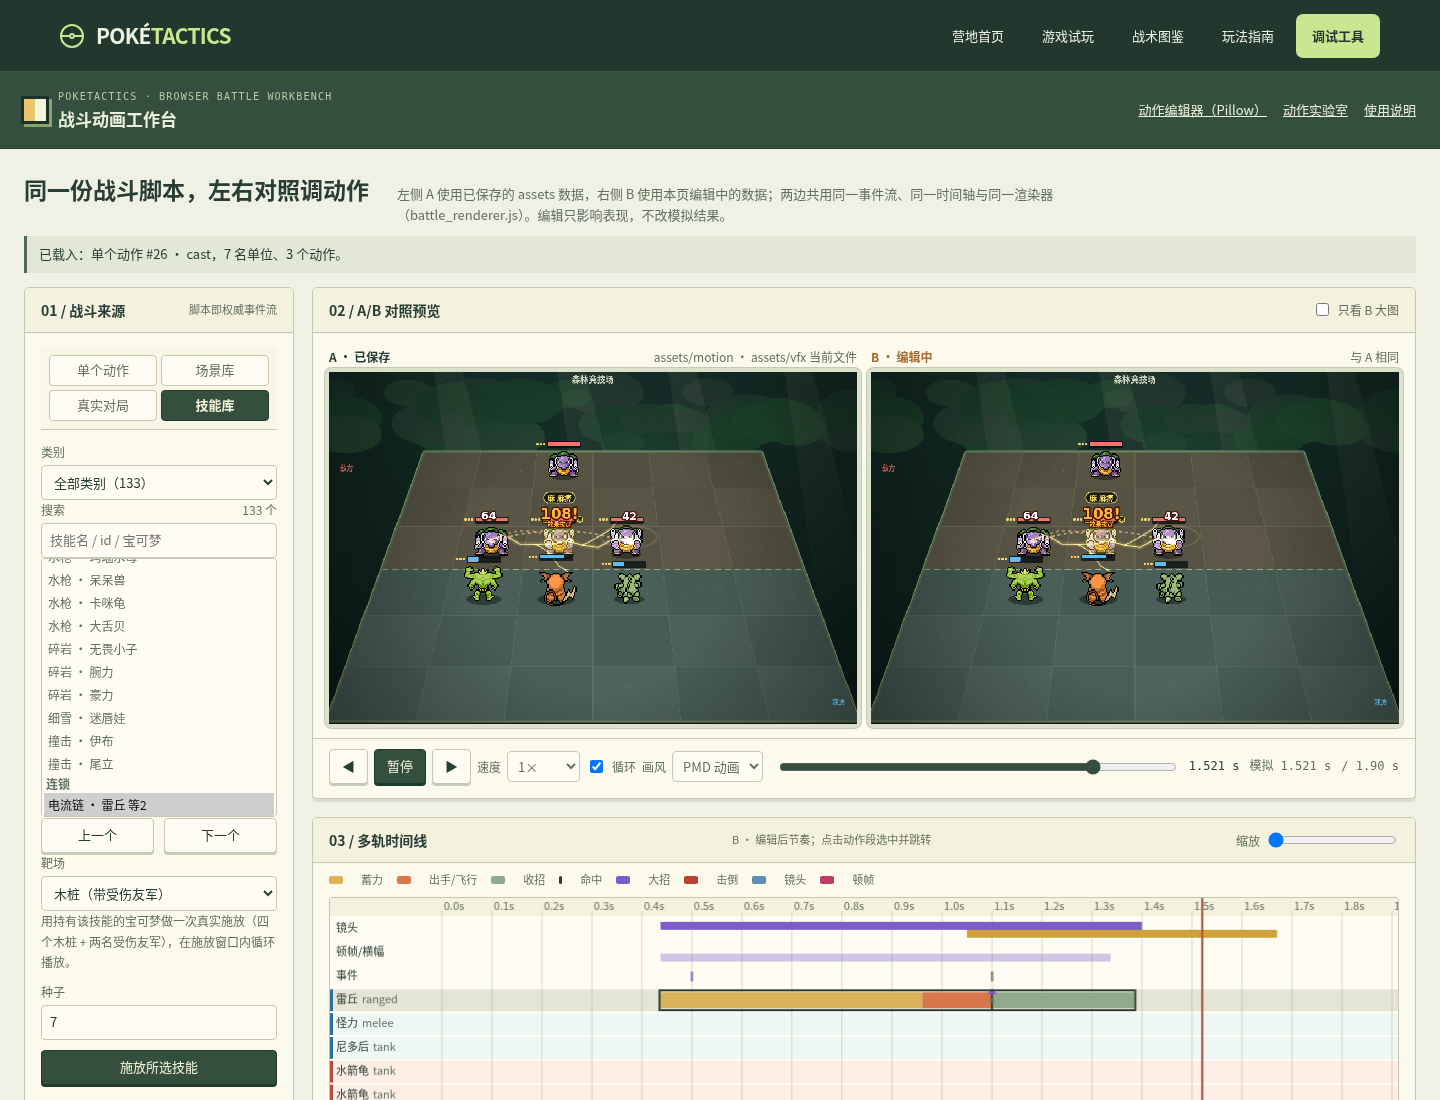 POKÉTACTICS
营地首页
游戏试玩
战术图鉴
玩法指南
调试工具
POKETACTICS · BROWSER BATTLE WORKBENCH
战斗动画工作台
动作编辑器（Pillow）
动作实验室
使用说明
同一份战斗脚本，左右对照调动作
左侧 A 使用已保存的 assets 数据，右侧 B 使用本页编辑中的数据；两边共用同一事件流、同一时间轴与同一渲染器
（battle_renderer.js）。编辑只影响表现，不改模拟结果。
已载入：单个动作 #26 · cast，7 名单位、3 个动作。
01 / 战斗来源
脚本即权威事件流
单个动作
场景库
真实对局
技能库
类别
全部类别（133）
搜索
133 个
技能名 / id / 宝可梦
水枪 · 呆呆兽
水枪 · 卡咪龟
水枪 · 大舌贝
碎岩 · 无畏小子
碎岩 · 腕力
碎岩 · 豪力
细雪 · 迷唇娃
撞击 · 伊布
撞击 · 尾立
连锁
电流链 · 雷丘 等2
上一个
下一个
靶场
木桩（带受伤友军）
用持有该技能的宝可梦做一次真实施放（四
个木桩 + 两名受伤友军），在施放窗口内循环
播放。
种子
7
施放所选技能
02 / A/B 对照预览
只看 B 大图
A · 已保存
assets/motion · assets/vfx 当前文件
B · 编辑中
与 A 相同
森林竞技场
敌方
麻 麻痹
64
108!
42
我方
森林竞技场
敌方
麻 麻痹
64
108!
42
我方
◀
暂停
▶
速度
1×
循环
画风
PMD 动画
1.521 s
模拟 1.521 s / 1.90 s
03 / 多轨时间线
B · 编辑后节奏；点击动作段选中并跳转
缩放
蓄力
出手/飞行
收招
命中
大招
击倒
镜头
顿帧
0.0s
0.1s
0.2s
0.3s
0.4s
0.5s
0.6s
0.7s
0.8s
0.9s
1.0s
1.1s
1.2s
1.3s
1.4s
1.5s
1.6s
1.7s
1.8s
镜头
顿帧/横幅
事件
雷丘 ranged
怪力 melee
尼多后 tank
水箭龟 tank
水箭龟 tank